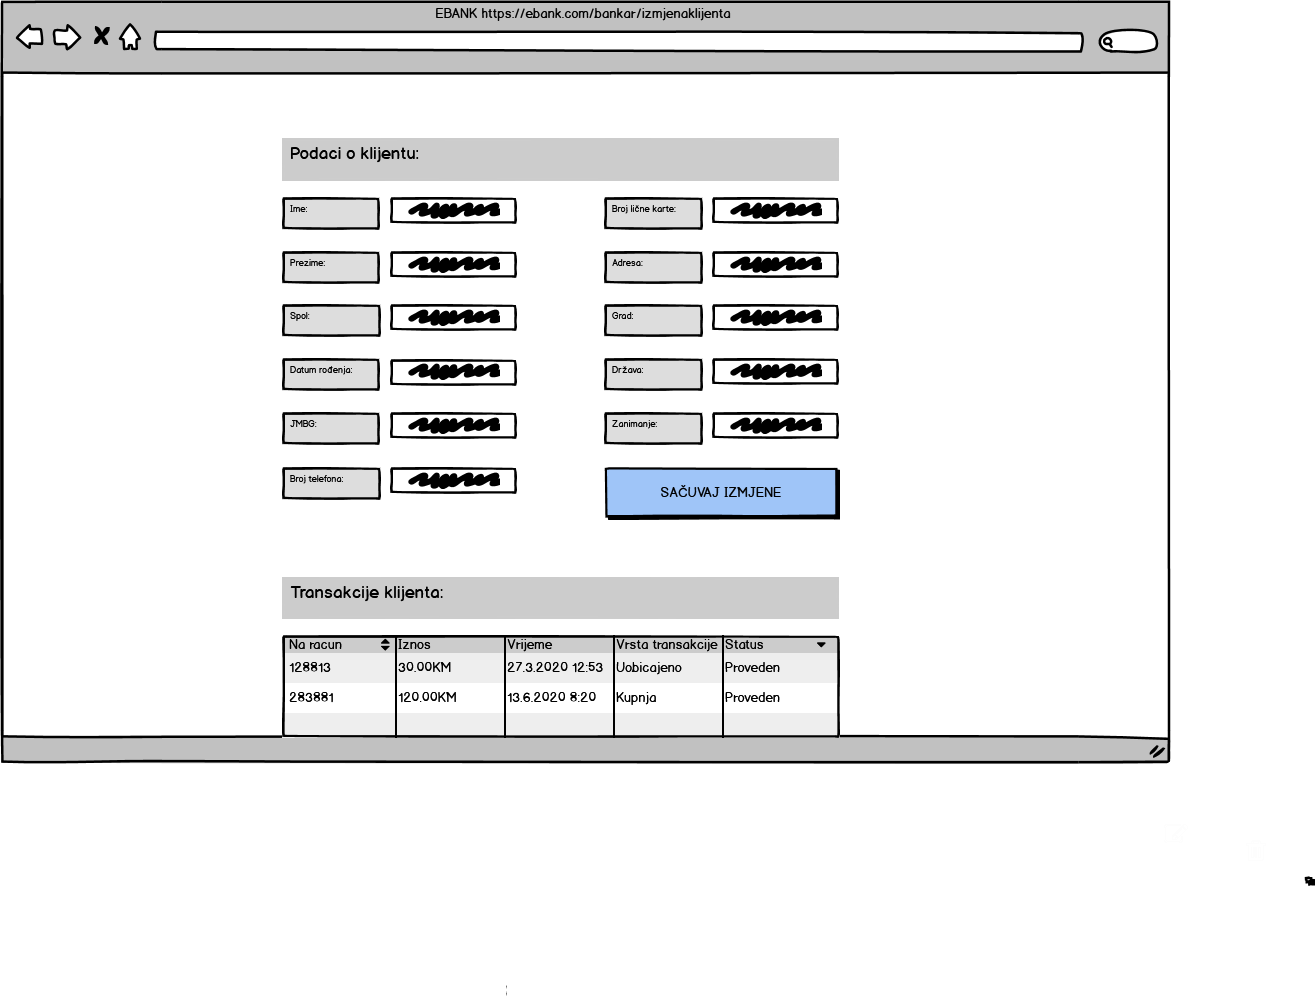 EBANK https://ebank.com/bankar/izmjenaklijenta
Podaci o klijentu:
Ime:
Broj lične karte:
Prezime:
Adresa:
Spol:
Grad:
Datum rođenja:
Država:
JMBG:
Zanimanje:
Broj telefona:
SAČUVAJ IZMJENE
Transakcije klijenta:
Na racun Iznos Vrijeme Vrsta transakcije Status
128813 30.00KM 27.3.2020 12:53 Uobicajeno Proveden
283881 120.00KM 13.6.2020 8:20 Kupnja Proveden